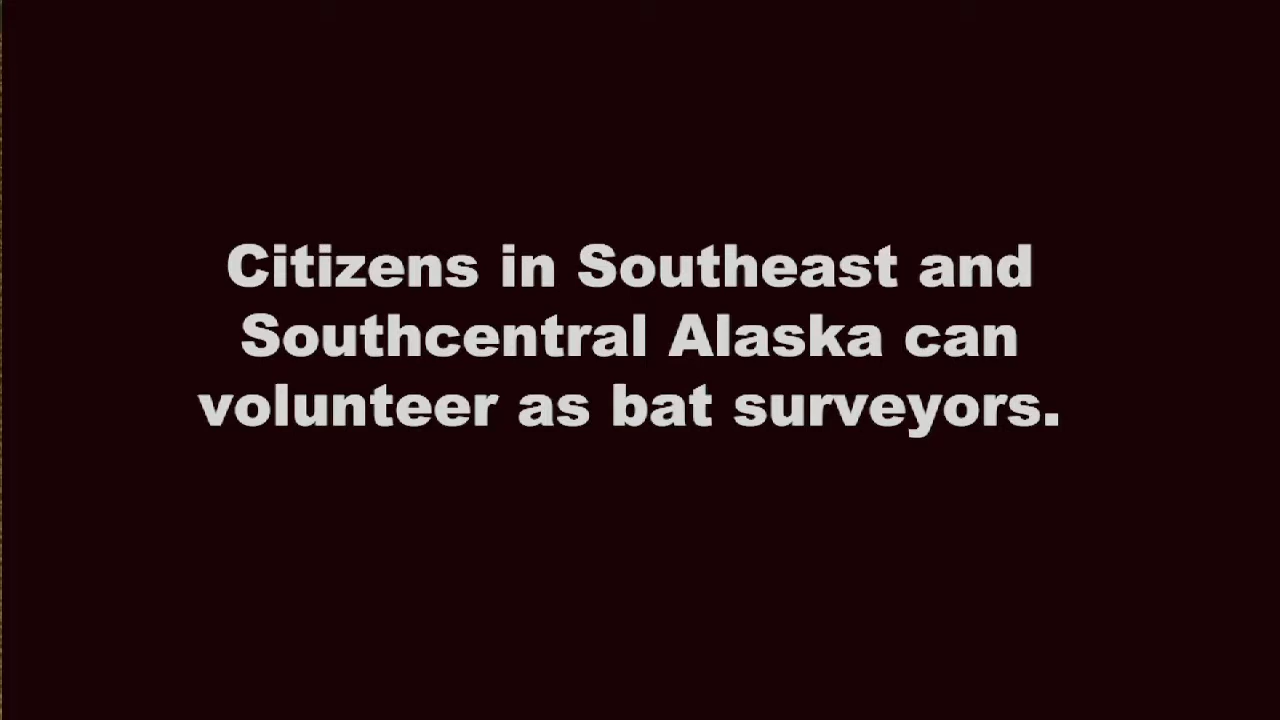 Citizens in Southeast and
Southcentral Alaska can
volunteer as bat surveyors.